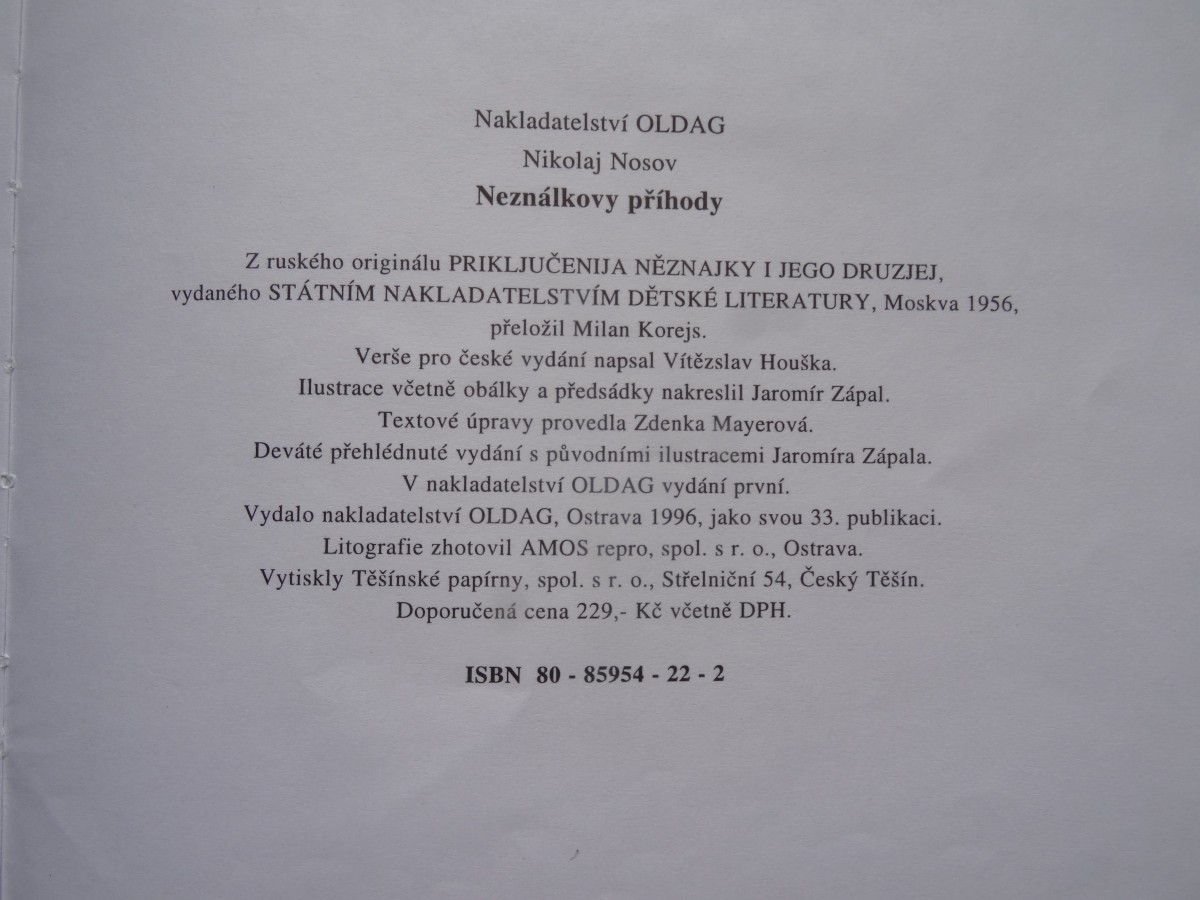 Nakladatelství OLDAG
Nikolaj Nosov
Neználkovy příhody
Z ruského originálu PRIKLJUČENIJA NĚZNAJKY I JEGO DRUZJEJ,
vydaného STÁTNÍM NAKLADATELSTVÍM DĚTSKÉ LITERATURY, Moskva 1956,
přeložil Milan Korejs.
Verše pro české vydání napsal Vítězslav Houška.
Ilustrace včetně obálky a předsádky nakreslil Jaromír Zápal.
Textové úpravy provedla Zdenka Mayerová.
Deváté přehlédnuté vydání s původními ilustracemi Jaromíra Zápala.
V nakladatelství OLDAG vydání první.
Vydalo nakladatelství OLDAG, Ostrava 1996, jako svou 33. publikaci.
Litografie zhotovil AMOS repro, spol. s r. o., Ostrava.
Vytiskly Těšínské papírny, spol. s r. o., Střelniční 54, Český Těšín.
Doporučená cena 229,- Kč včetně DPH.
ISBN 80 - 85954 - 22 - 2